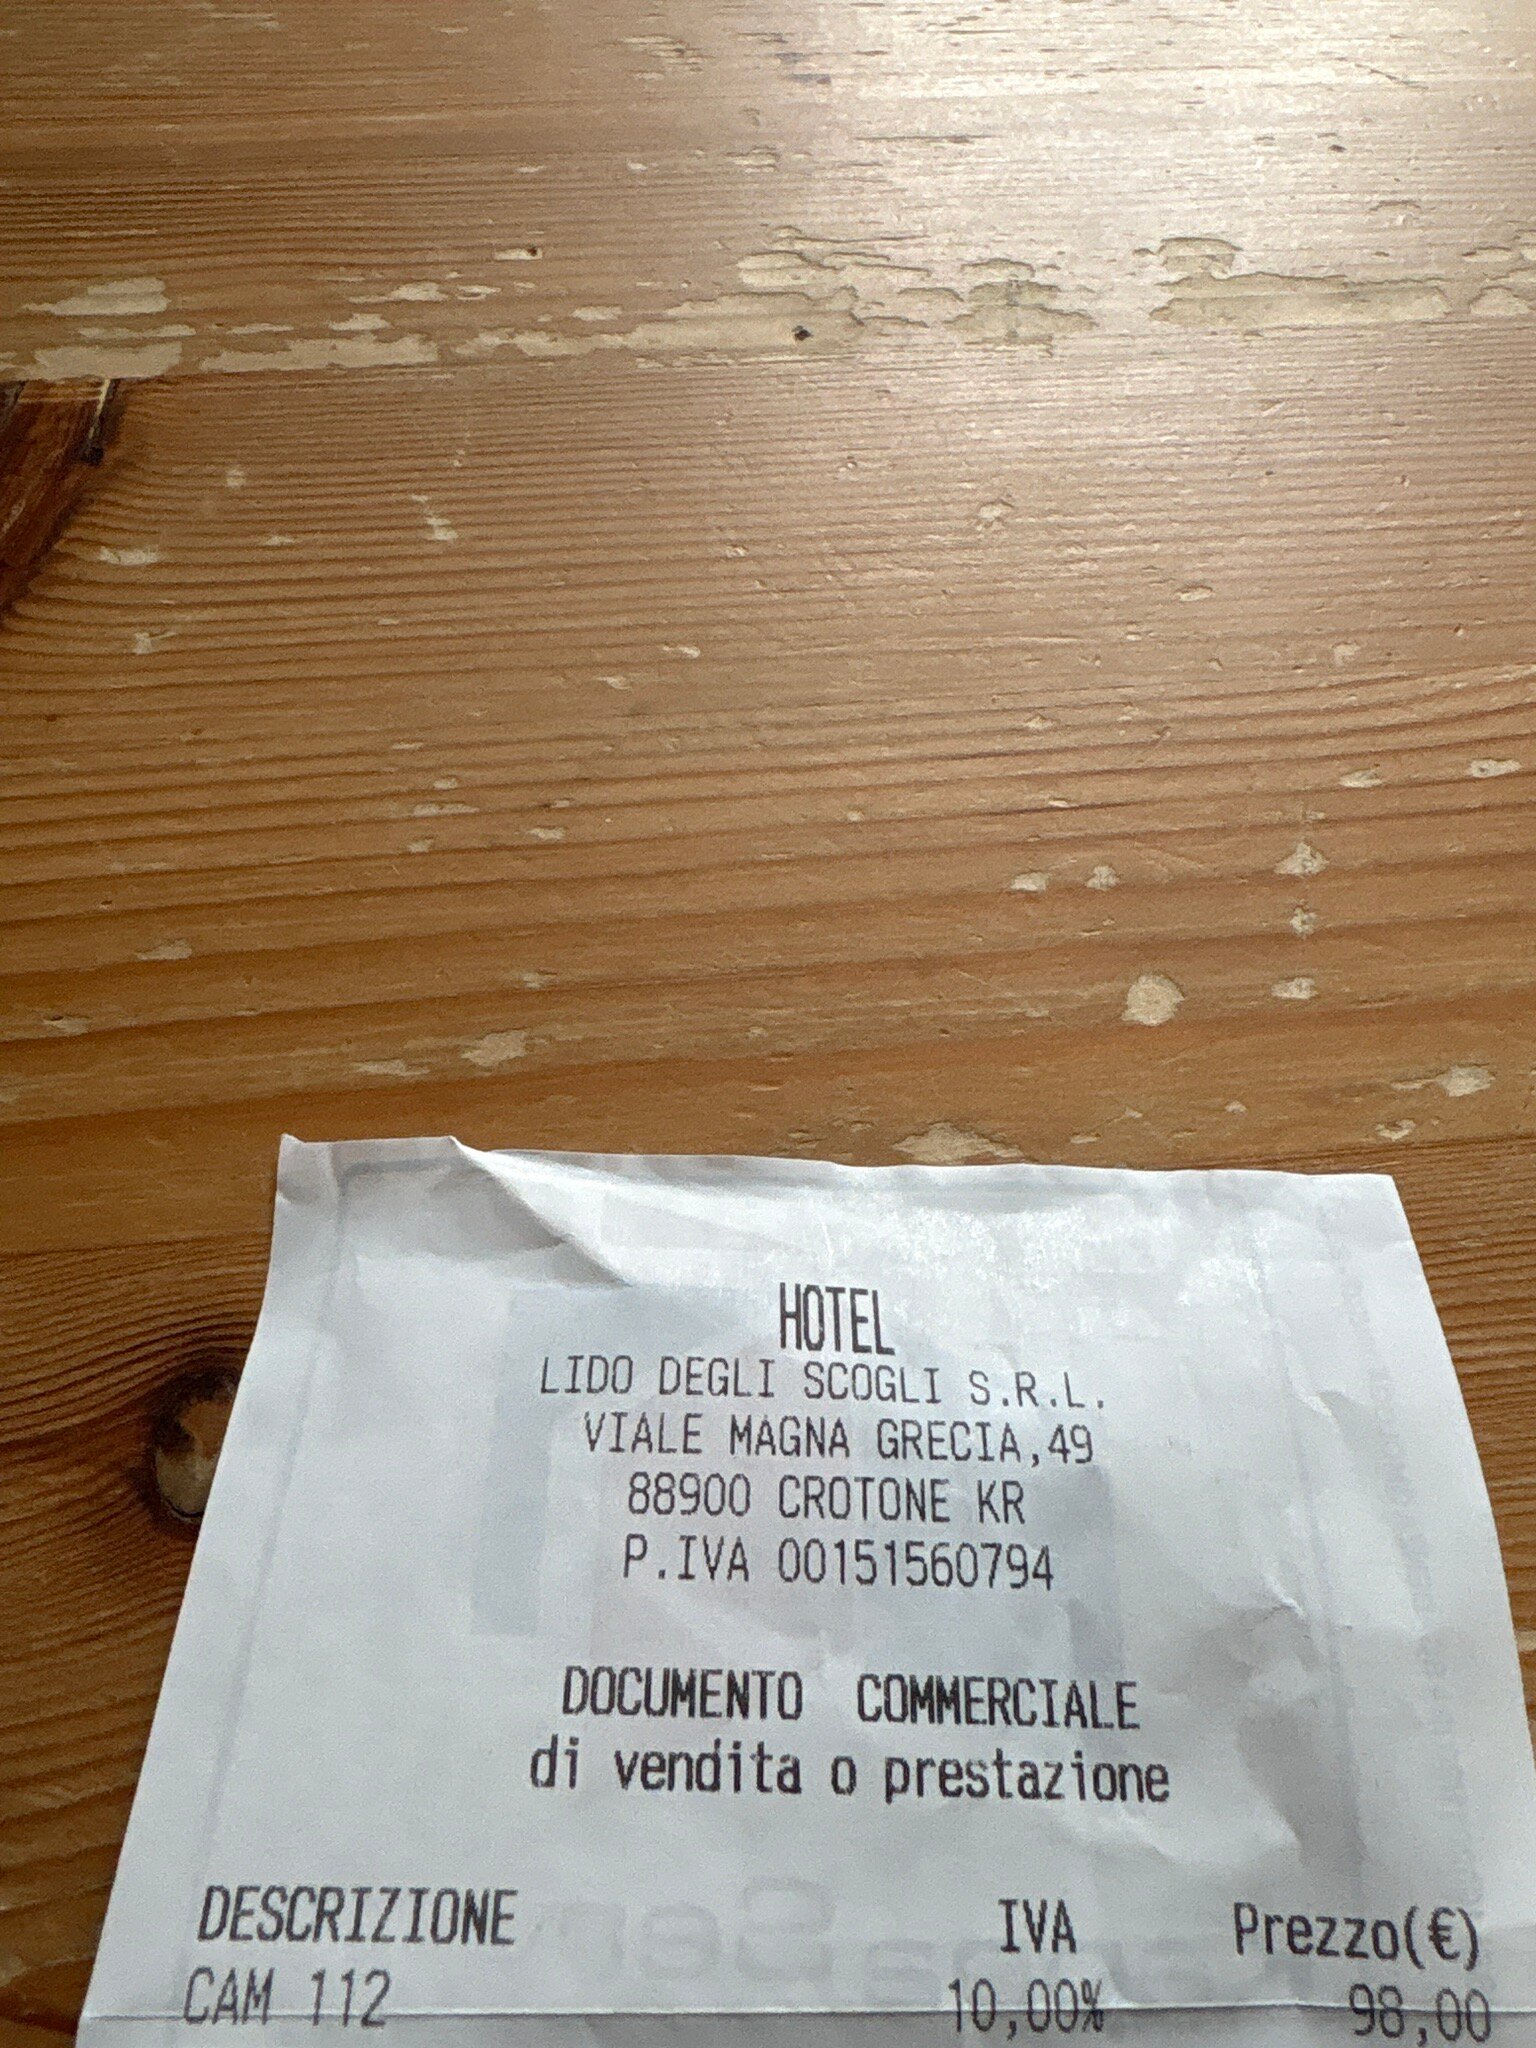 HOTEL
LIDO DEGLI SCOGLI S.R.L.
VIALE MAGNA GRECIA,49
88900 CROTONE KR
P.IVA 00151560794
DOCUMENTO COMMERCIALE
di vendita o prestazione
DESCRIZIONE IVA Prezzo(€)
CAM 112 10,00% 98,00